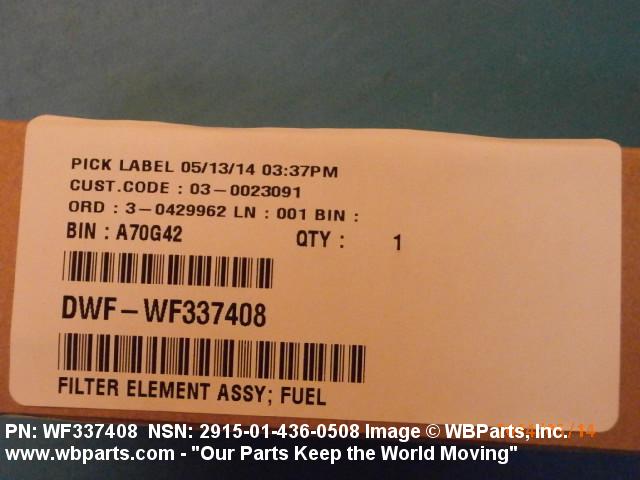 PICK LABEL 05/13/14 03:37PM
CUST.CODE : 03-0023091
ORD : 3-0429962 LN : 001 BIN :
BIN : A70G42 QTY : 1
DWF-WF337408
FILTER ELEMENT ASSY; FUEL
PN: WF337408 NSN: 2915-01-436-0508 Image © WBParts, Inc.
www.wbparts.com - "Our Parts Keep the World Moving"